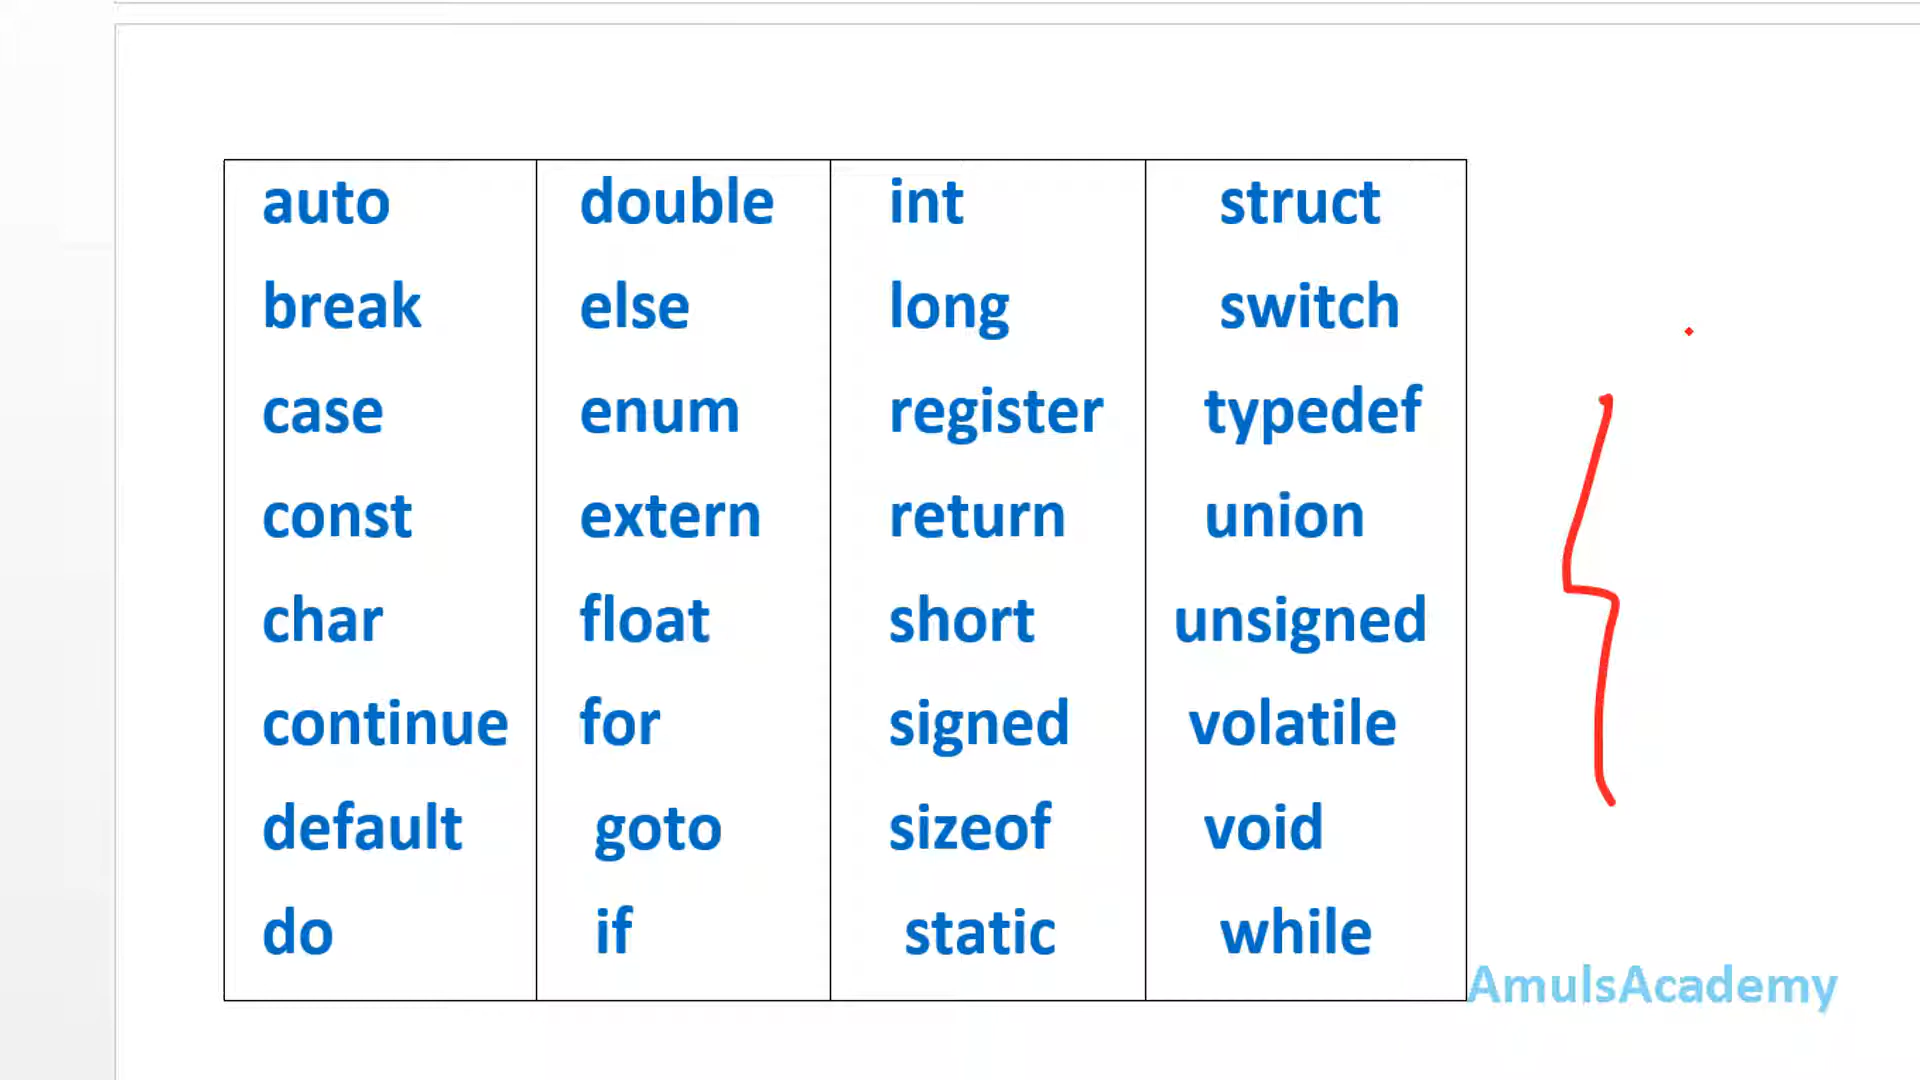 auto double int struct
break else long switch
case enum register typedef
const extern return union
char float short unsigned
continue for signed volatile
default goto sizeof void
do if static while
AmulsAcademy